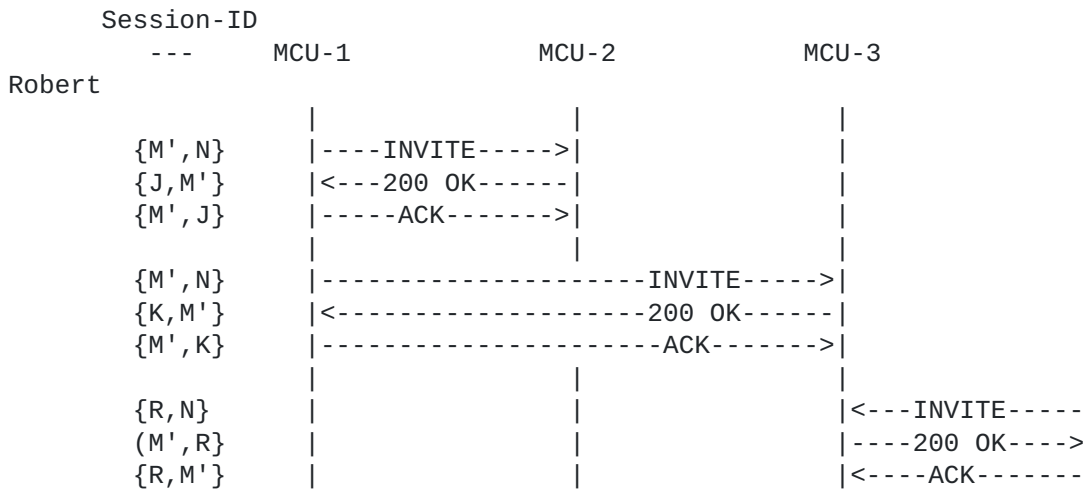 Session-ID
         ---     MCU-1            MCU-2            MCU-3
Robert
                   |                |                |
        {M',N}     |----INVITE----->|                |
        {J,M'}     |<---200 OK------|                |
        {M',J}     |-----ACK------->|                |
                   |                |                |
        {M',N}     |---------------------INVITE----->|
        {K,M'}     |<--------------------200 OK------|
        {M',K}     |----------------------ACK------->|
                   |                |                |
        {R,N}      |                |                |<---INVITE-----
        (M',R}     |                |                |----200 OK---->
        {R,M'}     |                |                |<----ACK-------